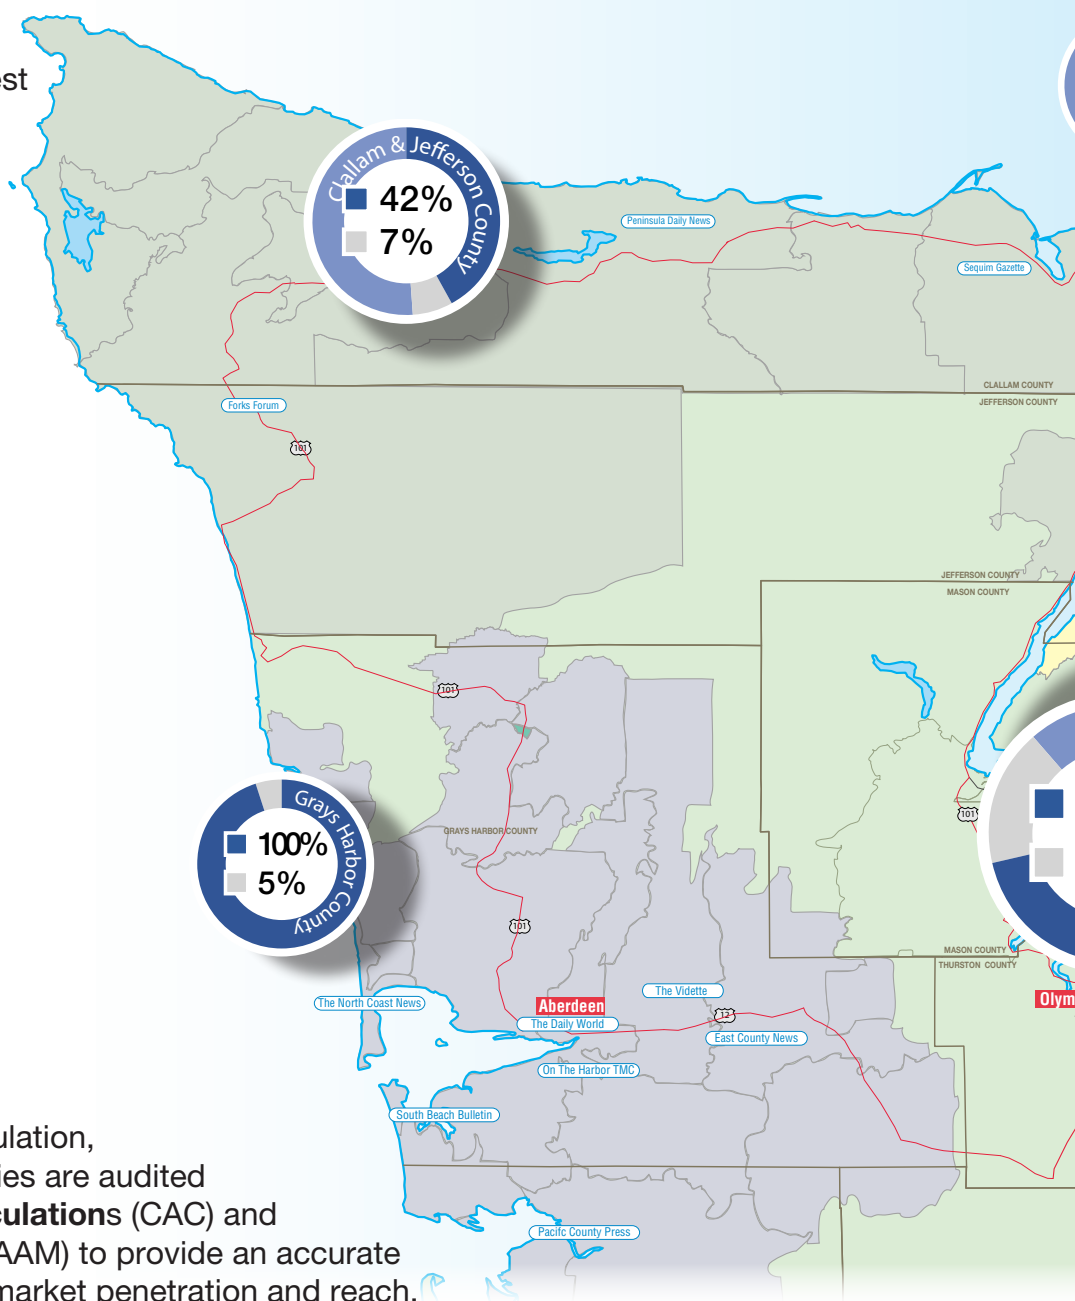 est
Clallam & Jefferson County
42%
7%
Peninsula Daily News
Sequim Gazette
CLALLAM COUNTY
JEFFERSON COUNTY
Forks Forum
101
JEFFERSON COUNTY
MASON COUNTY
101
Grays Harbor County
100%
5%
GRAYS HARBOR COUNTY
101
101
MASON COUNTY
THURSTON COUNTY
The North Coast News
The Vidette
Aberdeen
Olym
The Daily World
12
East County News
On The Harbor TMC
South Beach Bulletin
ulation,
ies are audited
culations (CAC) and
AAM) to provide an accurate
market penetration and reach.
Pacifc County Press